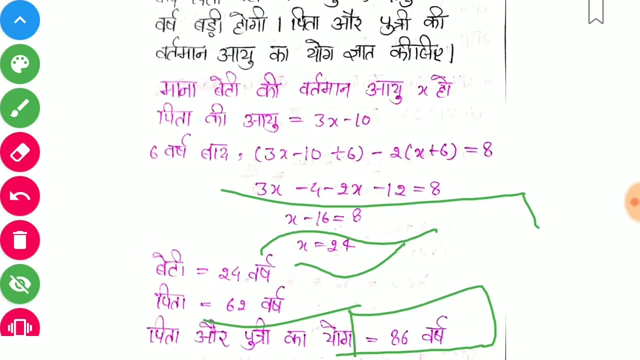 वर्ष बड़ी होगी । पिता और पुत्री की
वर्तमान आयु का योग ज्ञात कीजिए ।
माना बेटी की वर्तमान आयु x हो
पिता की आयु = 3x-10
6 वर्ष बाद, (3x-10+6) -2(x+6) = 8
3x -4-2x -12 = 8
x-16=8
x = 24
बेटी = 24 वर्ष
पिता = 62 वर्ष
पिता और पुत्री का योग = 86 वर्ष